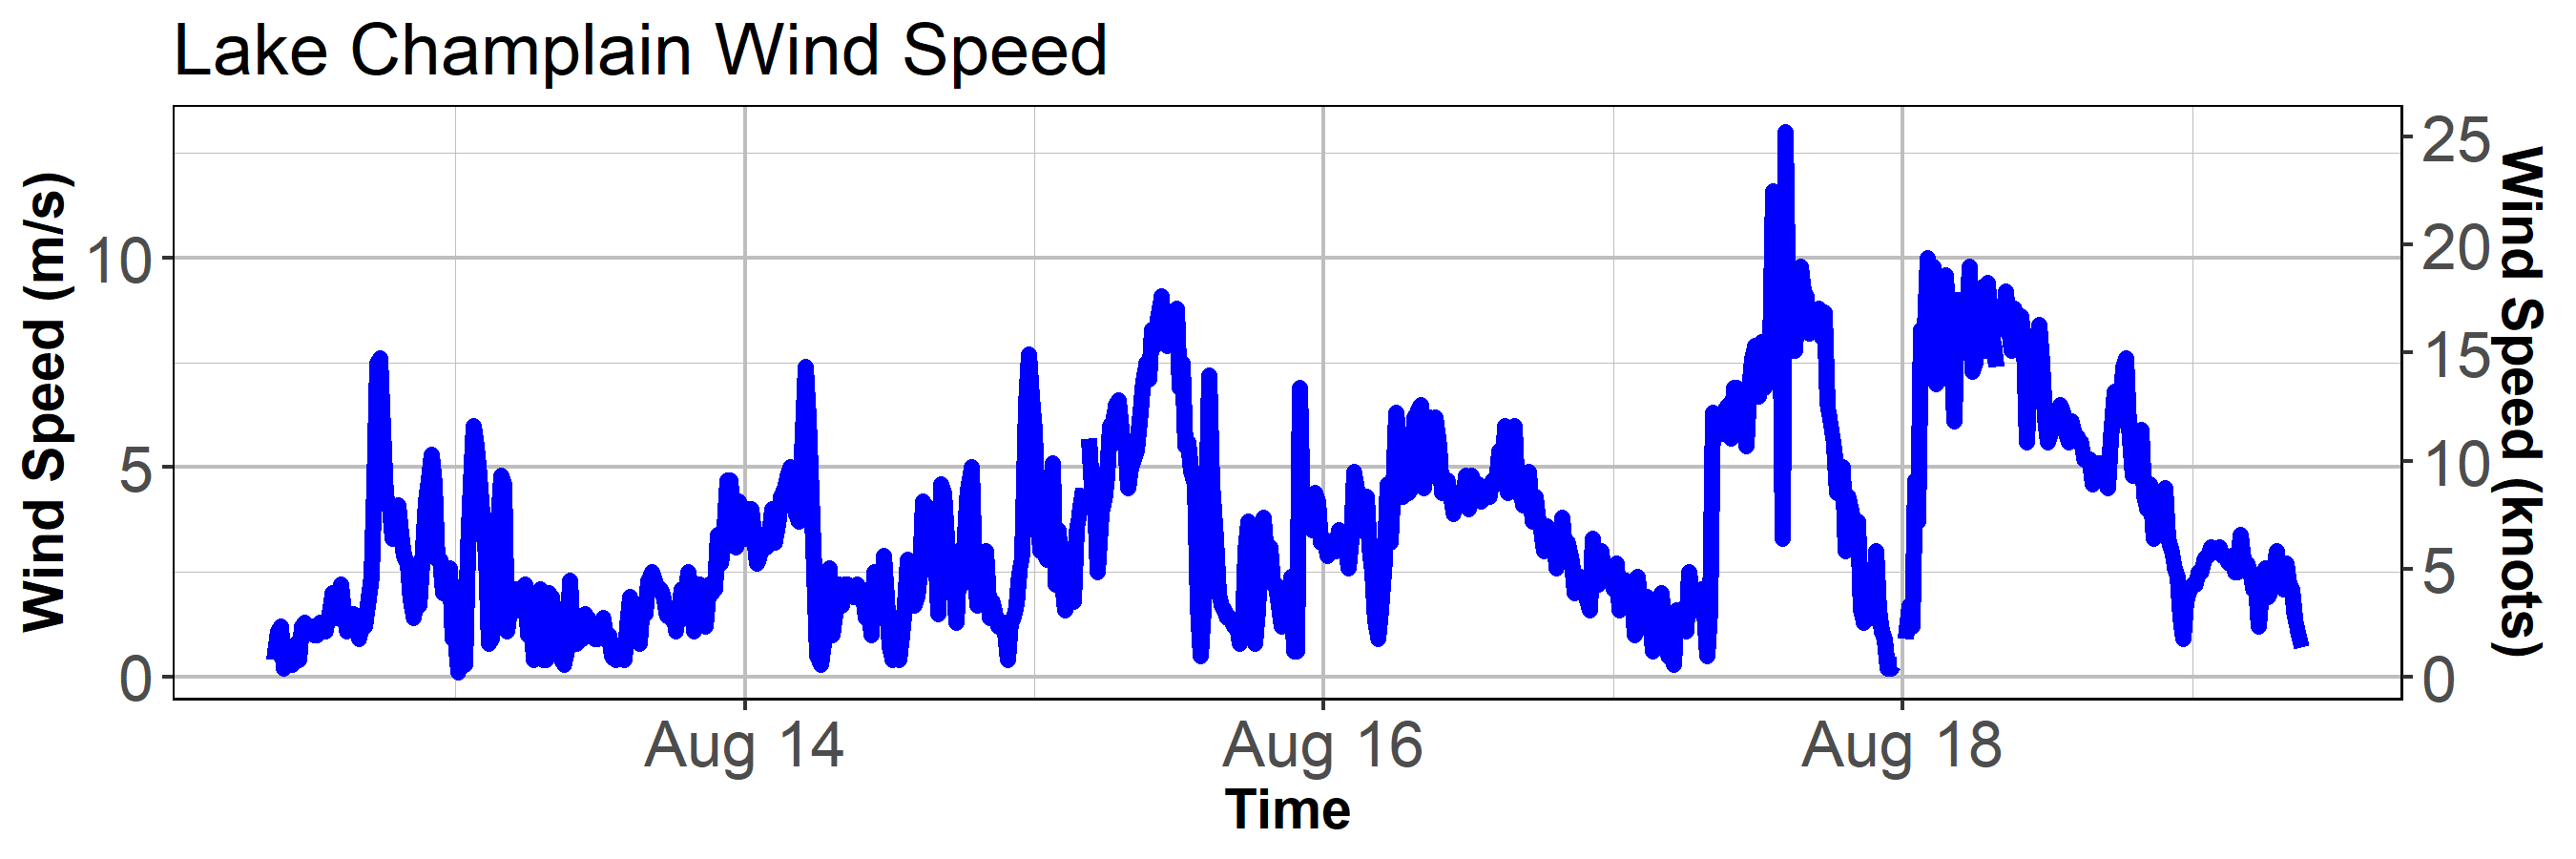 Lake Champlain Wind Speed
Wind Speed (m/s)
10
5
0
25
20
15
10
5
0
Wind Speed (knots)
Aug 14 Aug 16 Aug 18
Time